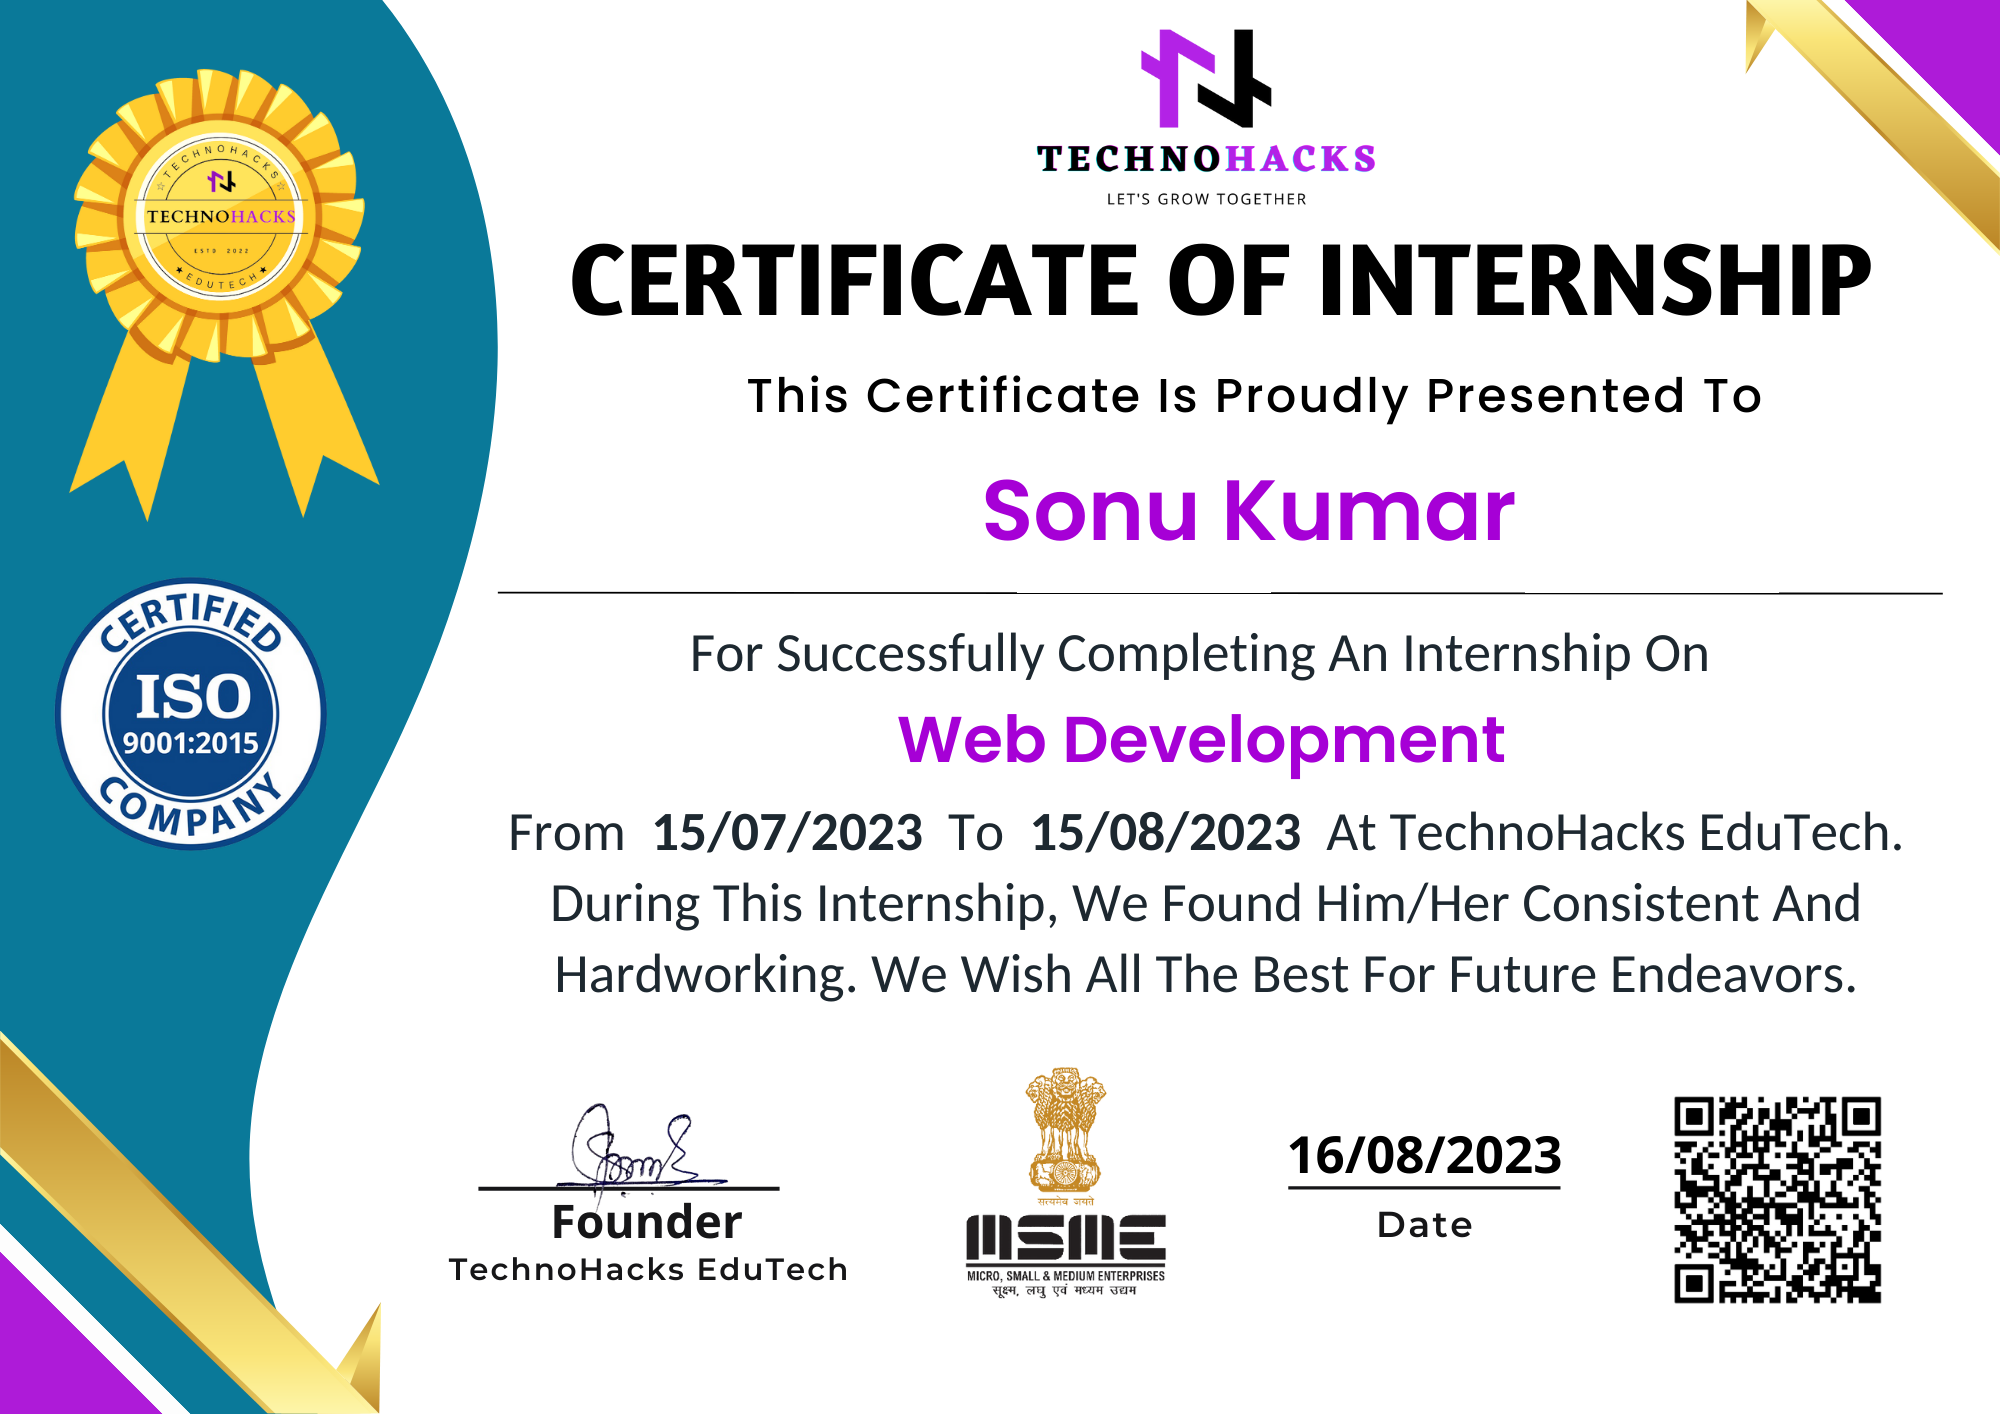 TECHNOHACKS
LET'S GROW TOGETHER
TECHNOHACKS
TECHNOHACKS
ESTD 2022
EDUTECH
CERTIFICATE OF INTERNSHIP
This Certificate Is Proudly Presented To
Sonu Kumar
CERTIFIED
ISO
9001:2015
COMPANY
For Successfully Completing An Internship On
Web Development
From 15/07/2023 To 15/08/2023 At TechnoHacks EduTech.
During This Internship, We Found Him/Her Consistent And
Hardworking. We Wish All The Best For Future Endeavors.
Founder
TechnoHacks EduTech
सत्यमेव जयते
MSME
MICRO, SMALL & MEDIUM ENTERPRISES
सूक्ष्म, लघु एवं मध्यम उद्यम
16/08/2023
Date